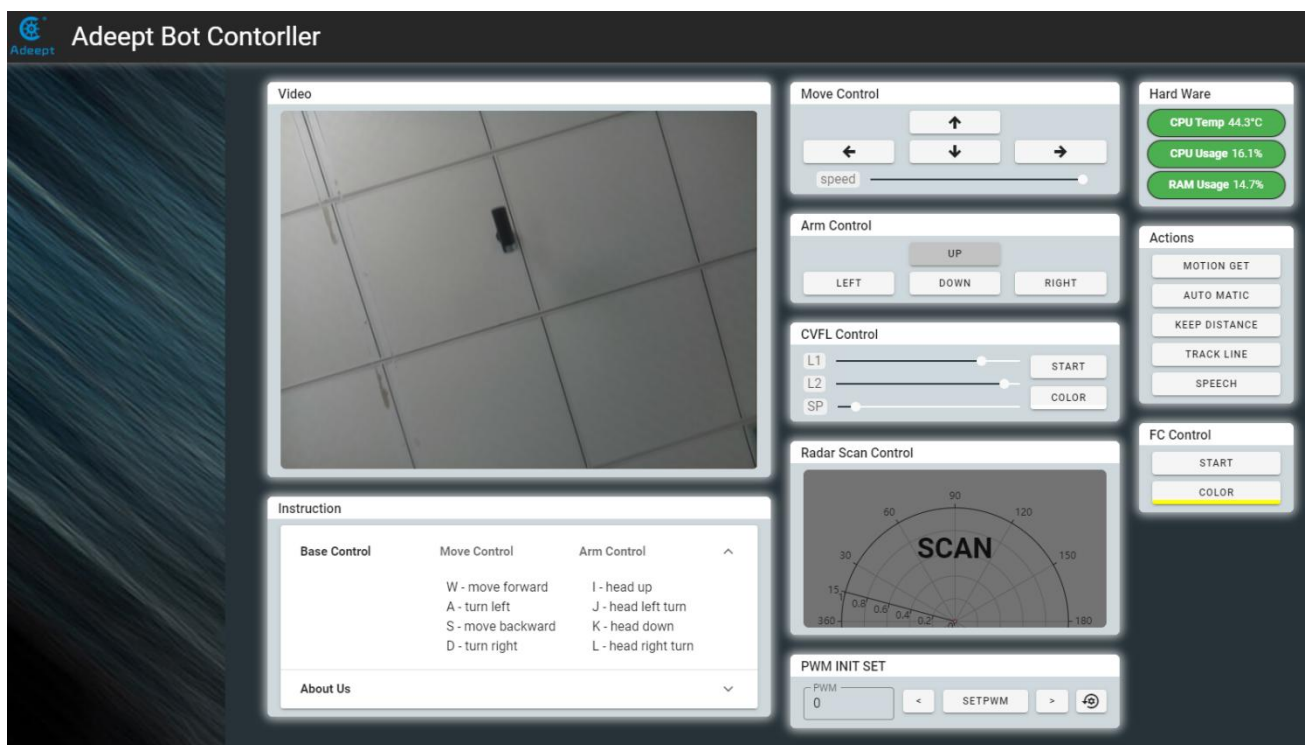 Adeept
Adeept Bot Contorller
Video
Move Control
speed
Arm Control
UP
LEFT DOWN RIGHT
CVFL Control
L1
START
L2
SP
COLOR
Radar Scan Control
90
60 120
SCAN
30 150
15
1 0.8 0.6 0.4 0.2 0
360 180
PWM INIT SET
PWM
0
< SETPWM >
Hard Ware
CPU Temp 44.3°C
CPU Usage 16.1%
RAM Usage 14.7%
Actions
MOTION GET
AUTO MATIC
KEEP DISTANCE
TRACK LINE
SPEECH
FC Control
START
COLOR
Instruction
Base Control Move Control Arm Control
W - move forward I - head up
A - turn left J - head left turn
S - move backward K - head down
D - turn right L - head right turn
About Us